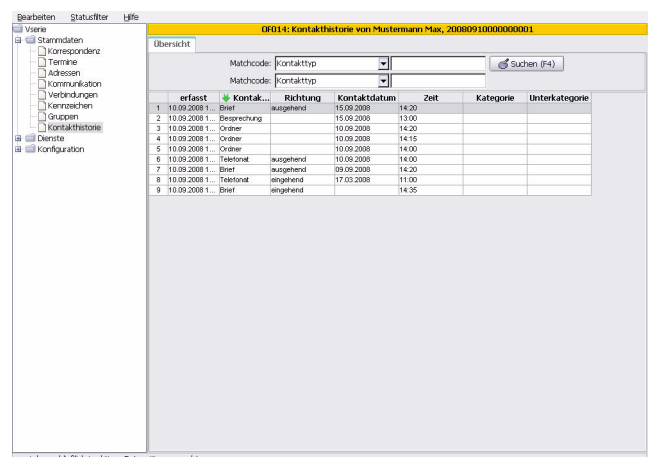 Bearbeiten Statusfilter Hilfe
Vserie
Stammdaten
Korrespondenz
Termine
Adressen
Kommunikation
Verbindungen
Kennzeichen
Gruppen
Kontakthistorie
Dienste
Konfiguration
OF014: Kontakthistorie von Mustermann Max, 20080910000000001
Übersicht
Matchcode: Kontakttyp Suchen (F4)
Matchcode: Kontakttyp
erfasst Kontak... Richtung Kontaktdatum Zeit Kategorie Unterkategorie
1 10.09.2008 1... Brief ausgehend 15.09.2008 14:20
2 10.09.2008 1... Besprechung 15.09.2008 13:00
3 10.09.2008 1... Ordner 10.09.2008 14:20
4 10.09.2008 1... Ordner 10.09.2008 14:15
5 10.09.2008 1... Ordner 10.09.2008 14:00
6 10.09.2008 1... Telefonat ausgehend 10.09.2008 14:00
7 10.09.2008 1... Brief ausgehend 09.09.2008 14:20
8 10.09.2008 1... Telefonat eingehend 17.03.2008 11:00
9 10.09.2008 1... Brief eingehend 14:35